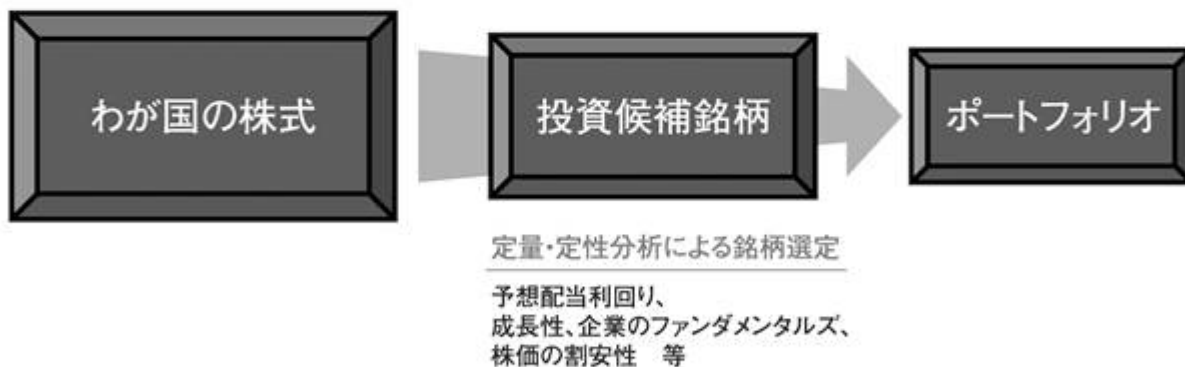 わが国の株式
投資候補銘柄
ポートフォリオ
定量・定性分析による銘柄選定
予想配当利回り、
成長性、企業のファンダメンタルズ、
株価の割安性　等